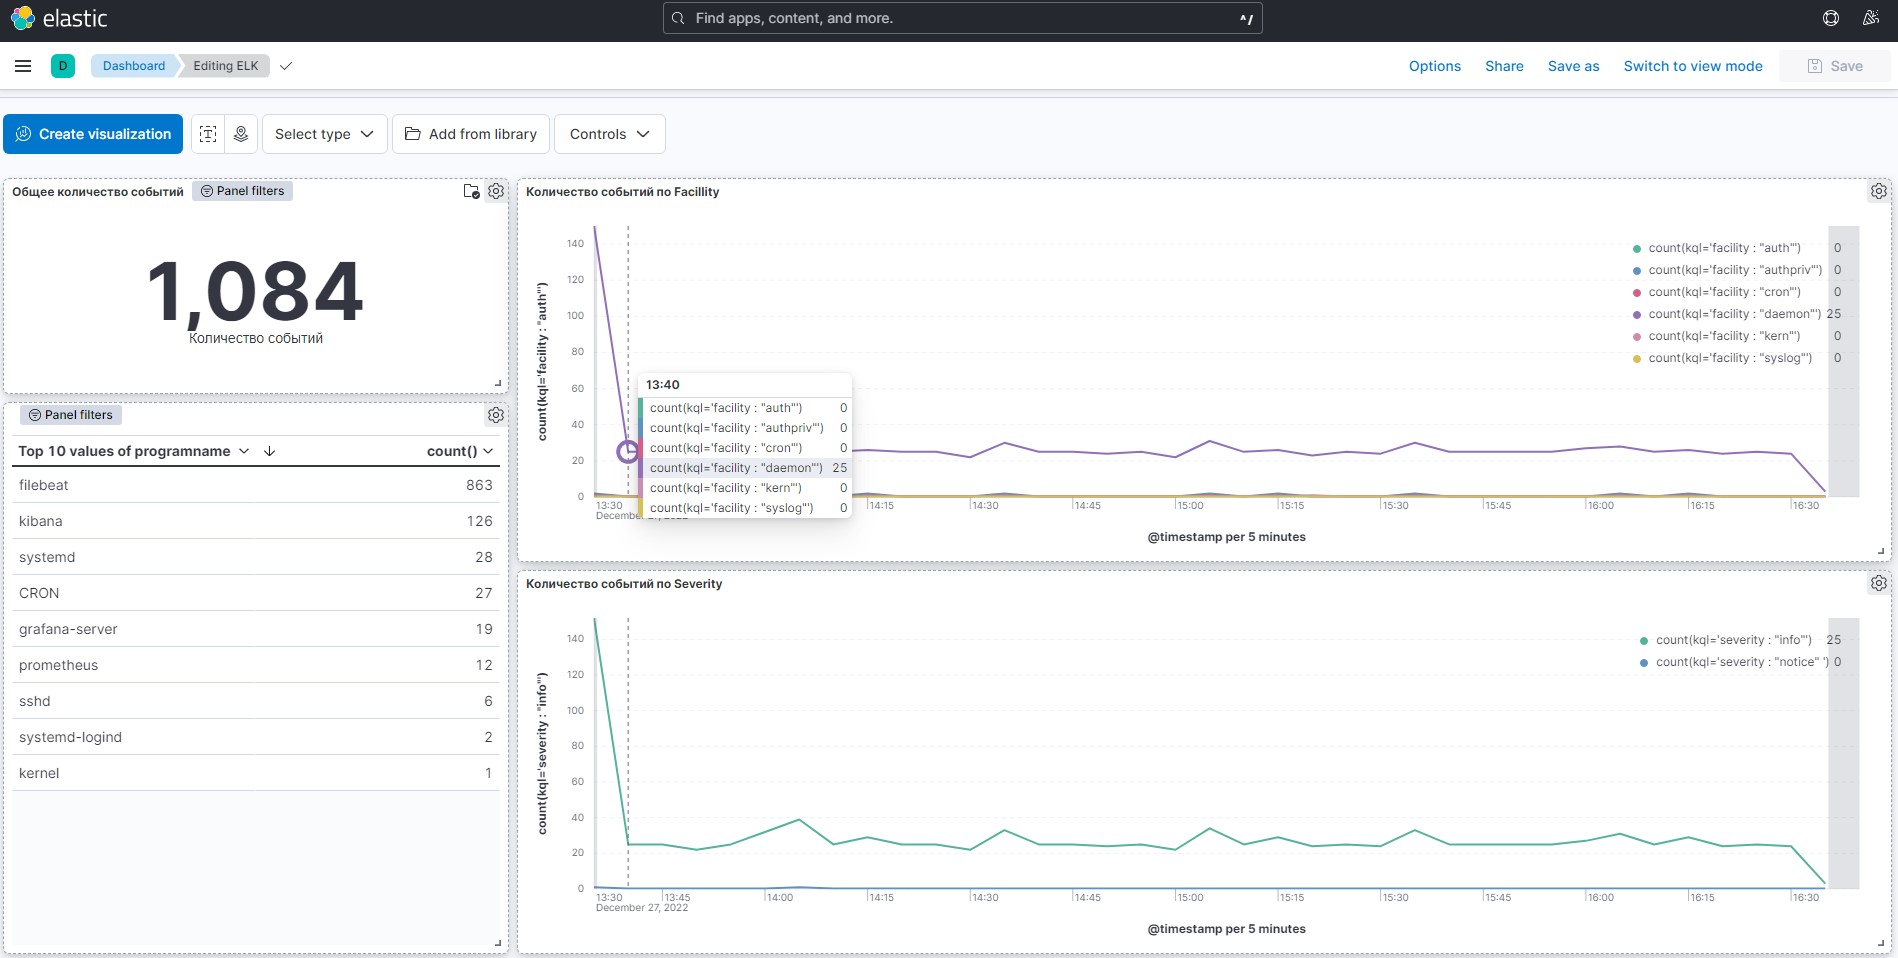 elastic
Find apps, content, and more.
^/
D
Dashboard
Editing ELK
Options
Share
Save as
Switch to view mode
Save
Create visualization
Select type
Add from library
Controls
Общее количество событий
Panel filters
1,084
Количество событий
Panel filters
Top 10 values of programname
count()
filebeat 863
kibana 126
systemd 28
CRON 27
grafana-server 19
prometheus 12
sshd 6
systemd-logind 2
kernel 1
Количество событий по Facillity
count(kql='facility : "auth"')
140
120
100
80
60
40
20
0
count(kql='facility : "auth"') 0
count(kql='facility : "authpriv"') 0
count(kql='facility : "cron"') 0
count(kql='facility : "daemon"') 25
count(kql='facility : "kern"') 0
count(kql='facility : "syslog"') 0
13:40
count(kql='facility : "auth"') 0
count(kql='facility : "authpriv"') 0
count(kql='facility : "cron"') 0
count(kql='facility : "daemon"') 25
count(kql='facility : "kern"') 0
count(kql='facility : "syslog"') 0
13:30 14:15 14:30 14:45 15:00 15:15 15:30 15:45 16:00 16:15 16:30
December 27, 2022
@timestamp per 5 minutes
Количество событий по Severity
count(kql='severity : "info"')
140
120
100
80
60
40
20
0
count(kql='severity : "info"') 25
count(kql='severity : "notice" ') 0
13:30 13:45 14:00 14:15 14:30 14:45 15:00 15:15 15:30 15:45 16:00 16:15 16:30
December 27, 2022
@timestamp per 5 minutes